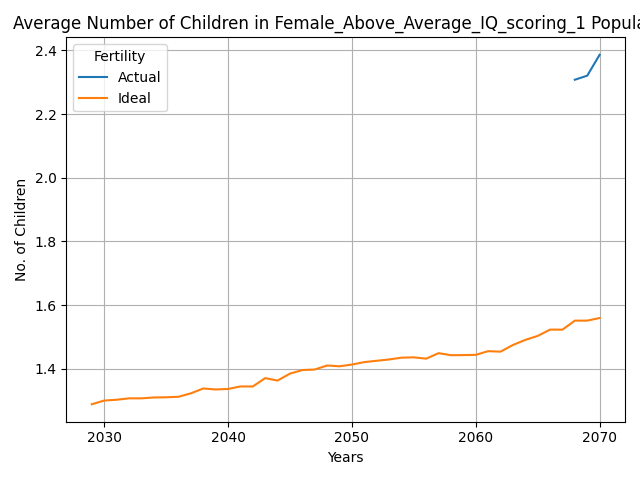 Average Number of Children in Female_Above_Average_IQ_scoring_1 Popula
2.4
2.2
2.0
1.8
1.6
1.4
No. of Children
Fertility
Actual
Ideal
2030 2040 2050 2060 2070
Years